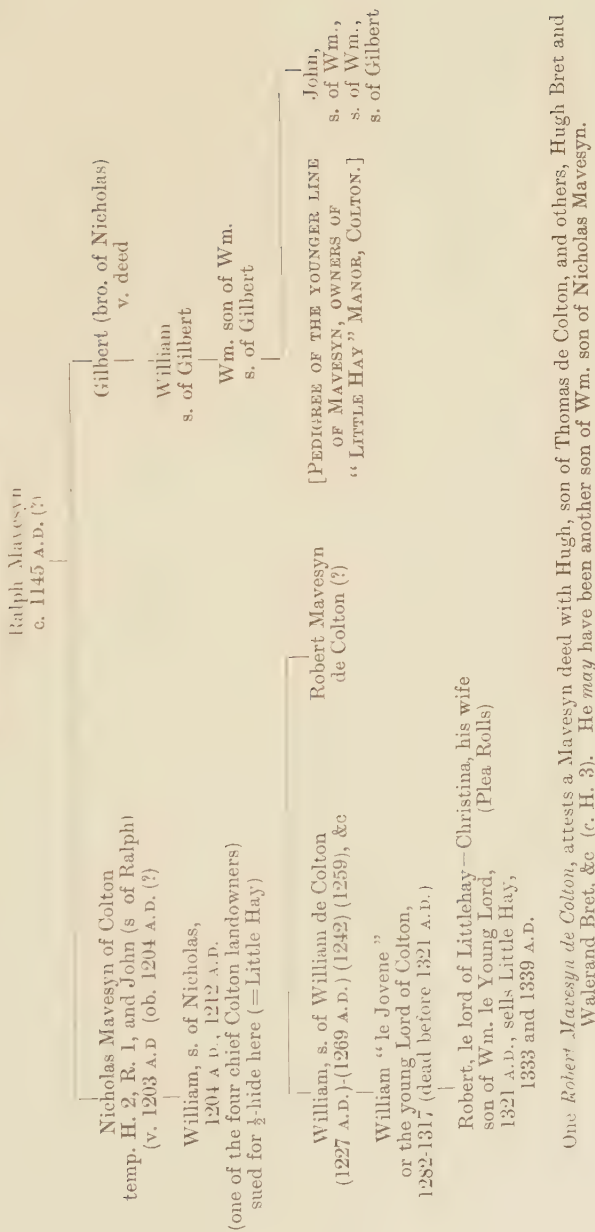 Ralph Mavesyn
c. 1145 A.D. (?)
Nicholas Mavesyn of Colton
temp. H. 2, R. 1, and John (s of Ralph)
(v. 1203 A.D (ob. 1204 A.D. (?)
Gilbert (bro. of Nicholas)
v. deed
William, s. of Nicholas,
1204 A D., 1212 A.D.
(one of the four chief Colton landowners)
sued for ½-hide here (=Little Hay)
William
s. of Gilbert
Wm. son of Wm.
s. of Gilbert
William, s. of William de Colton
(1227 A.D.)-(1269 A.D.) (1242) (1259), &c
Robert Mavesyn
de Colton (?)
[PEDIGREE OF THE YOUNGER LINE
OF MAVESYN, OWNERS OF
“ LITTLE HAY” MANOR, COLTON.]
John,
s. of Wm.,
s. of Wm.,
s. of Gilbert
William “ le Jovene ”
or the young Lord of Colton,
1282-1317 (dead before 1321 A.D.)
Robert, le lord of Littlehay—Christina, his wife
son of Wm. le Young Lord, (Plea Rolls)
1321 A.D., sells Little Hay,
1333 and 1339 A.D.
One Robert Mavesyn de Colton, attests a Mavesyn deed with Hugh, son of Thomas de Colton, and others, Hugh Bret and
Walerand Bret, &c (c. H. 3). He may have been another son of Wm. son of Nicholas Mavesyn.